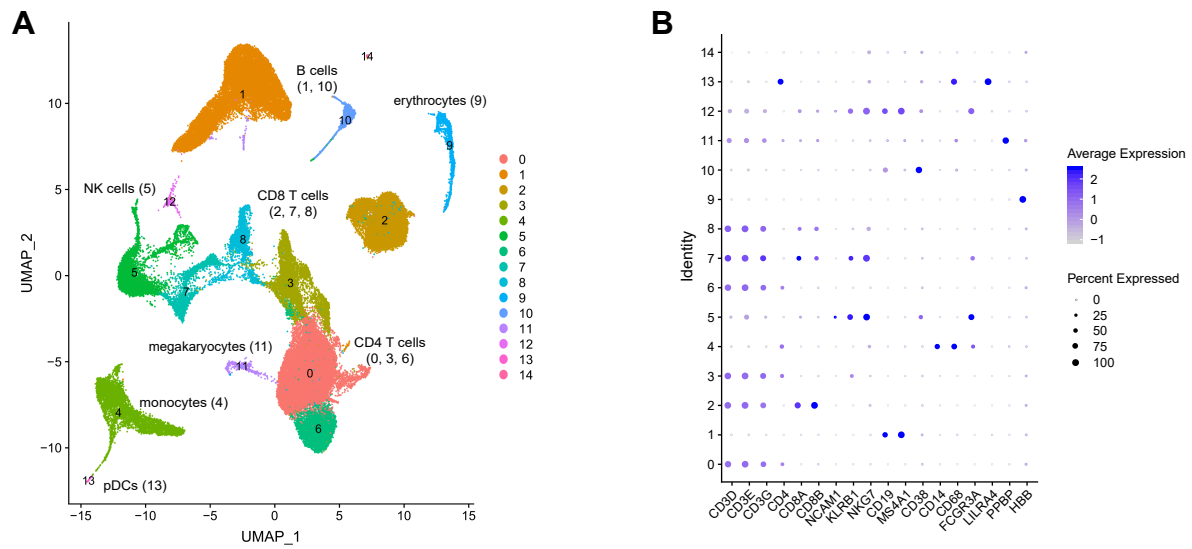 A
B
14
B cells
(1, 10)
1
10
erythrocytes (9)
9
NK cells (5)
12
CD8 T cells
(2, 7, 8)
2
8
5
7
3
megakaryocytes (11)
11
CD4 T cells
(0, 3, 6)
0
6
monocytes (4)
4
13
pDCs (13)
10
5
0
−5
−10
UMAP_2
−15
−10
−5
0
5
10
15
UMAP_1
0
1
2
3
4
5
6
7
8
9
10
11
12
13
14
14
13
12
11
10
9
8
7
6
5
4
3
2
1
0
Identity
CD3D
CD3E
CD3G
CD4
CD8A
CD8B
NCAM1
KLRB1
NKG7
CD19
MS4A1
CD38
CD14
CD68
FCGR3A
LILRA4
PPBP
HBB
Average Expression
2
1
0
−1
Percent Expressed
0
25
50
75
100